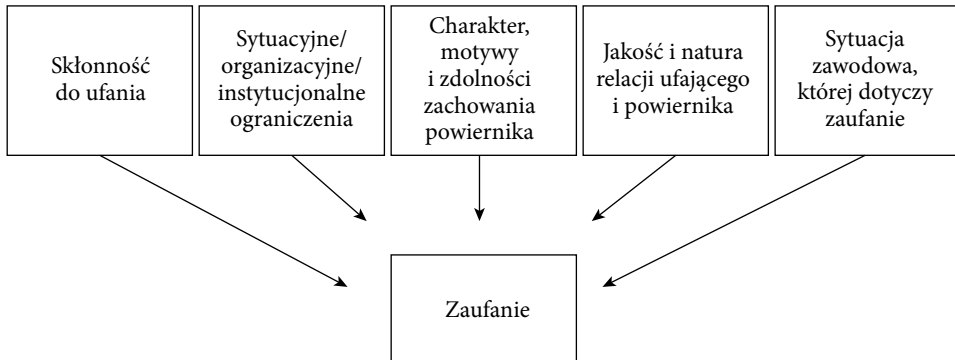 Skłonność
do ufania
Sytuacyjne/
organizacyjne/
instytucjonalne
ograniczenia
Charakter,
motywy
i zdolności
zachowania
powiernika
Jakość i natura
relacji ufającego
i powiernika
Sytuacja
zawodowa,
której dotyczy
zaufanie
Zaufanie